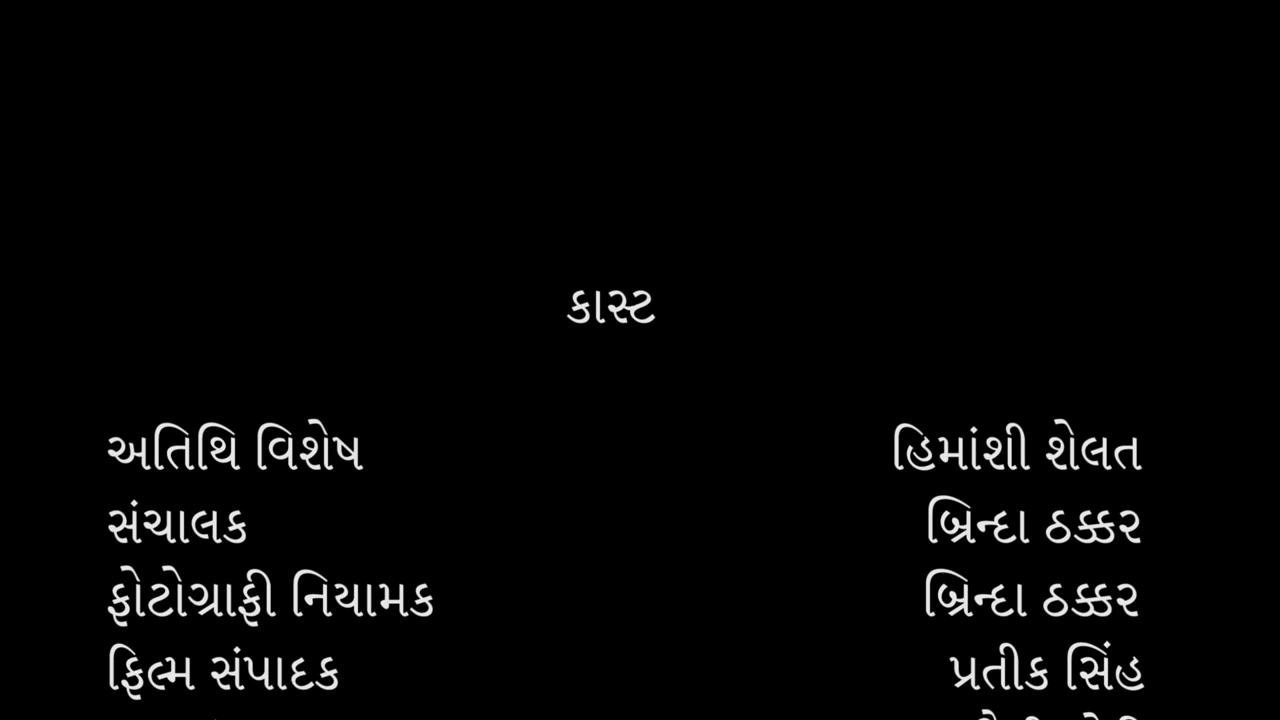 કાસ્ટ
અતિથિ વિશેષ હિમાંશી શેલત
સંચાલક બ્રિન્દા ઠક્કર
ફોટોગ્રાફી નિયામક બ્રિન્દા ઠક્કર
ફિલ્મ સંપાદક પ્રતીક સિંહ